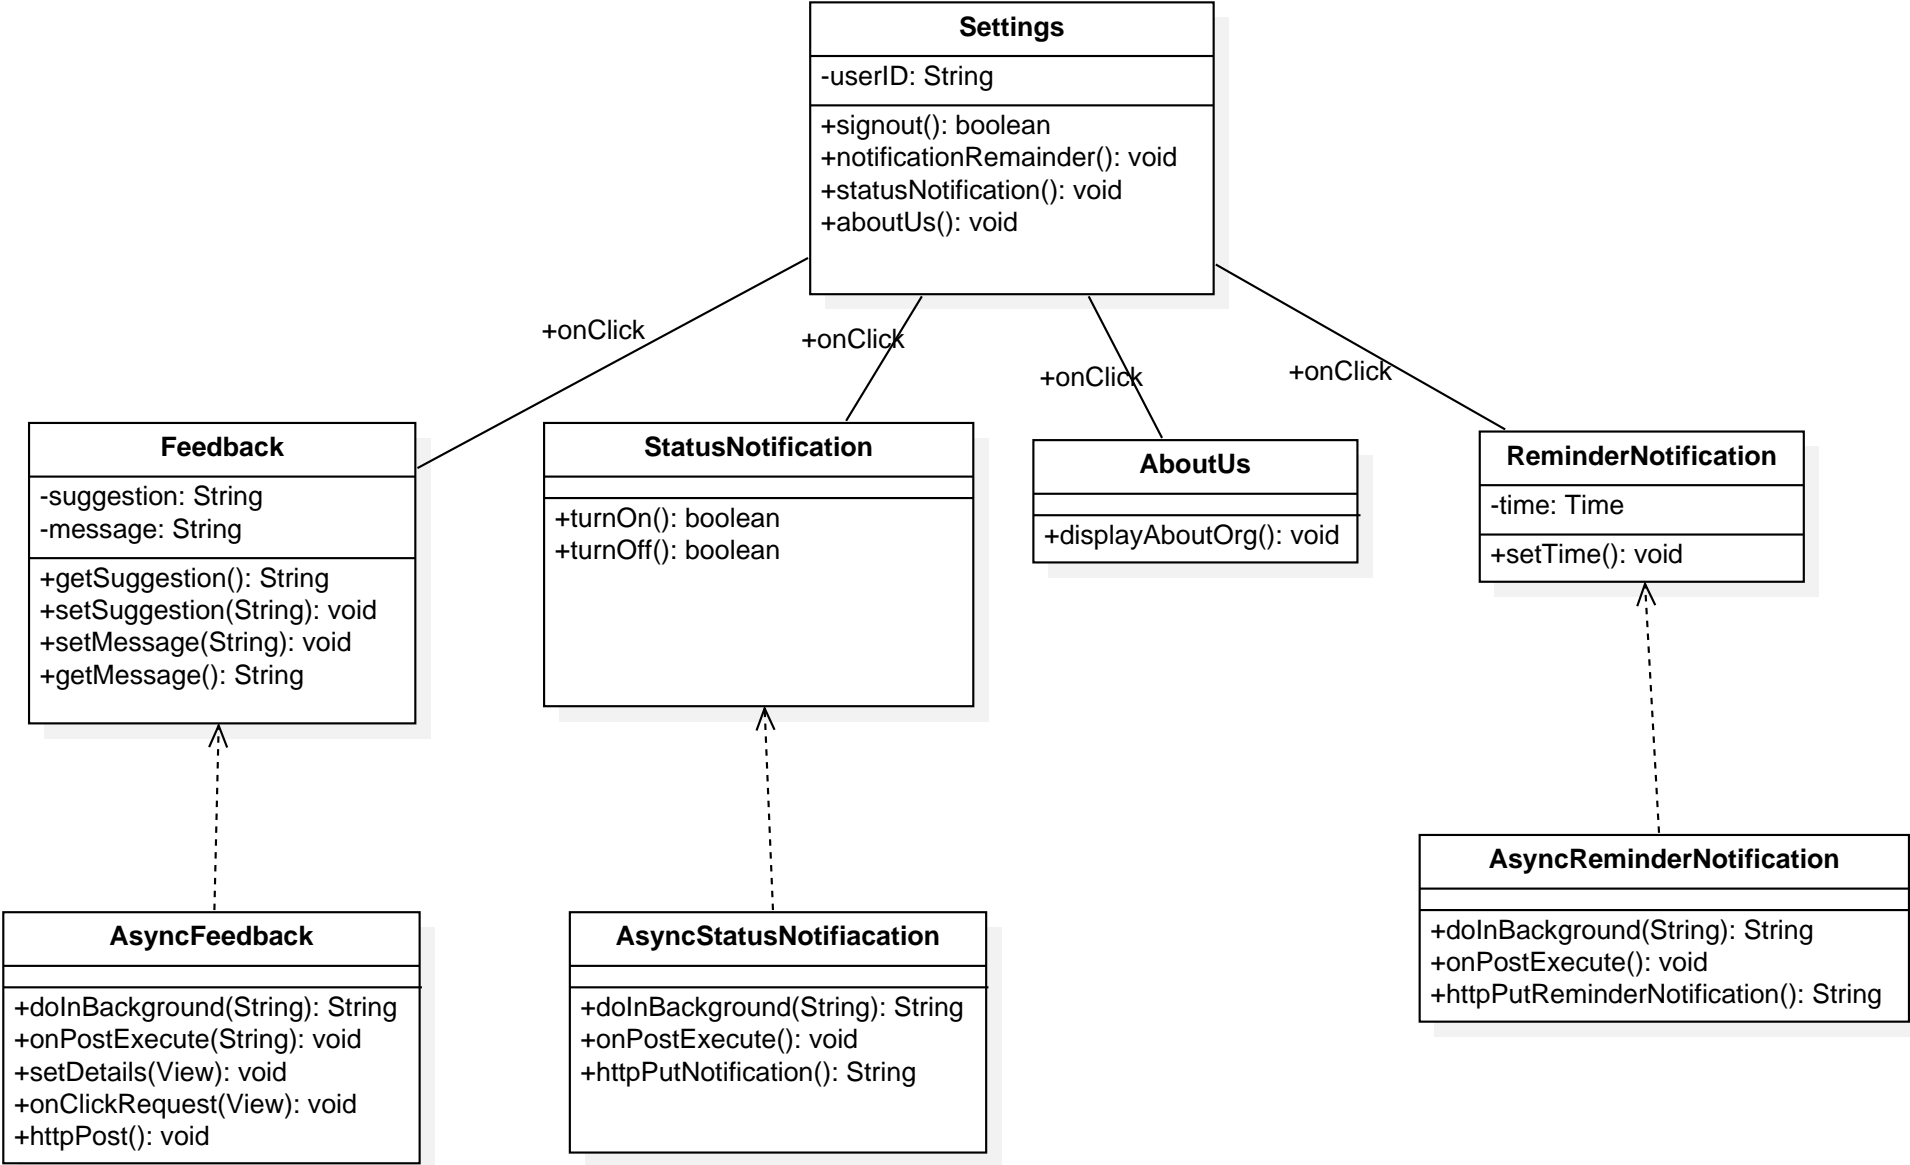 Settings
-userID: String
+signout(): boolean
+notificationRemainder(): void
+statusNotification(): void
+aboutUs(): void
+onClick
+onClick
+onClick
+onClick
Feedback
-suggestion: String
-message: String
+getSuggestion(): String
+setSuggestion(String): void
+setMessage(String): void
+getMessage(): String
StatusNotification
+turnOn(): boolean
+turnOff(): boolean
AboutUs
+displayAboutOrg(): void
ReminderNotification
-time: Time
+setTime(): void
AsyncFeedback
+doInBackground(String): String
+onPostExecute(String): void
+setDetails(View): void
+onClickRequest(View): void
+httpPost(): void
AsyncStatusNotifiacation
+doInBackground(String): String
+onPostExecute(): void
+httpPutNotification(): String
AsyncReminderNotification
+doInBackground(String): String
+onPostExecute(): void
+httpPutReminderNotification(): String